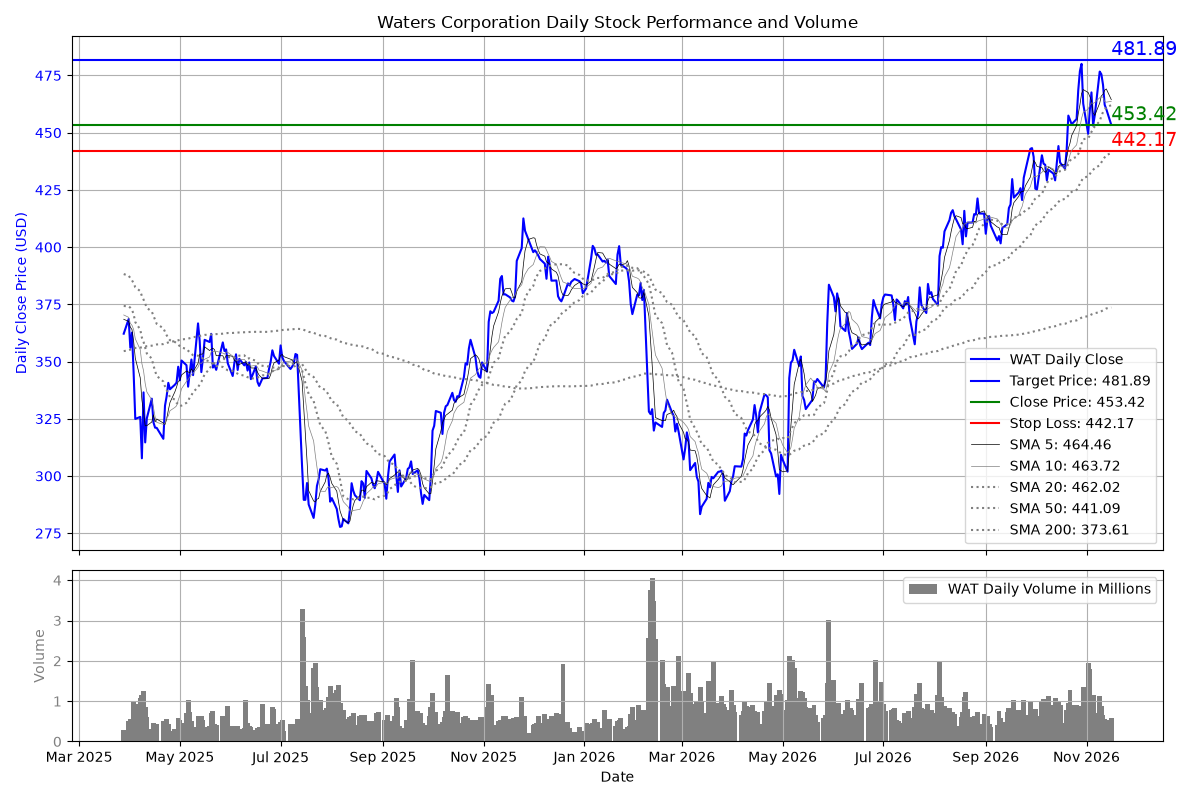 Waters Corporation Daily Stock Performance and Volume
481.89
475
453.42
450
442.17
425
400
375
350
325
300
275
Daily Close Price (USD)
WAT Daily Close
Target Price: 481.89
Close Price: 453.42
Stop Loss: 442.17
SMA 5: 464.46
SMA 10: 463.72
SMA 20: 462.02
SMA 50: 441.09
SMA 200: 373.61
4
3
2
1
0
Volume
WAT Daily Volume in Millions
Mar 2025 May 2025 Jul 2025 Sep 2025 Nov 2025 Jan 2026 Mar 2026 May 2026 Jul 2026 Sep 2026 Nov 2026
Date